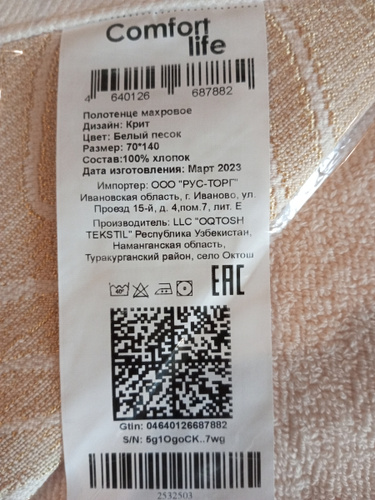 Comfort
life
4 640126 687882
Полотенце махровое
Дизайн: Крит
Цвет: Белый песок
Размер: 70*140
Состав:100% хлопок
Дата изготовления: Март 2023
Импортер: ООО "РУС-ТОРГ"
Ивановская область, г. Иваново, ул.
Проезд 15-й, д. 4,пом.7, лит. Е
Производитель: LLC "OQTOSH
TEKSTIL" Республика Узбекистан,
Наманганская область,
Туракурганский район, село Октош
40°
EAC
Gtin: 04640126687882
S/N: 5g1OgoCK..7wg
2532503